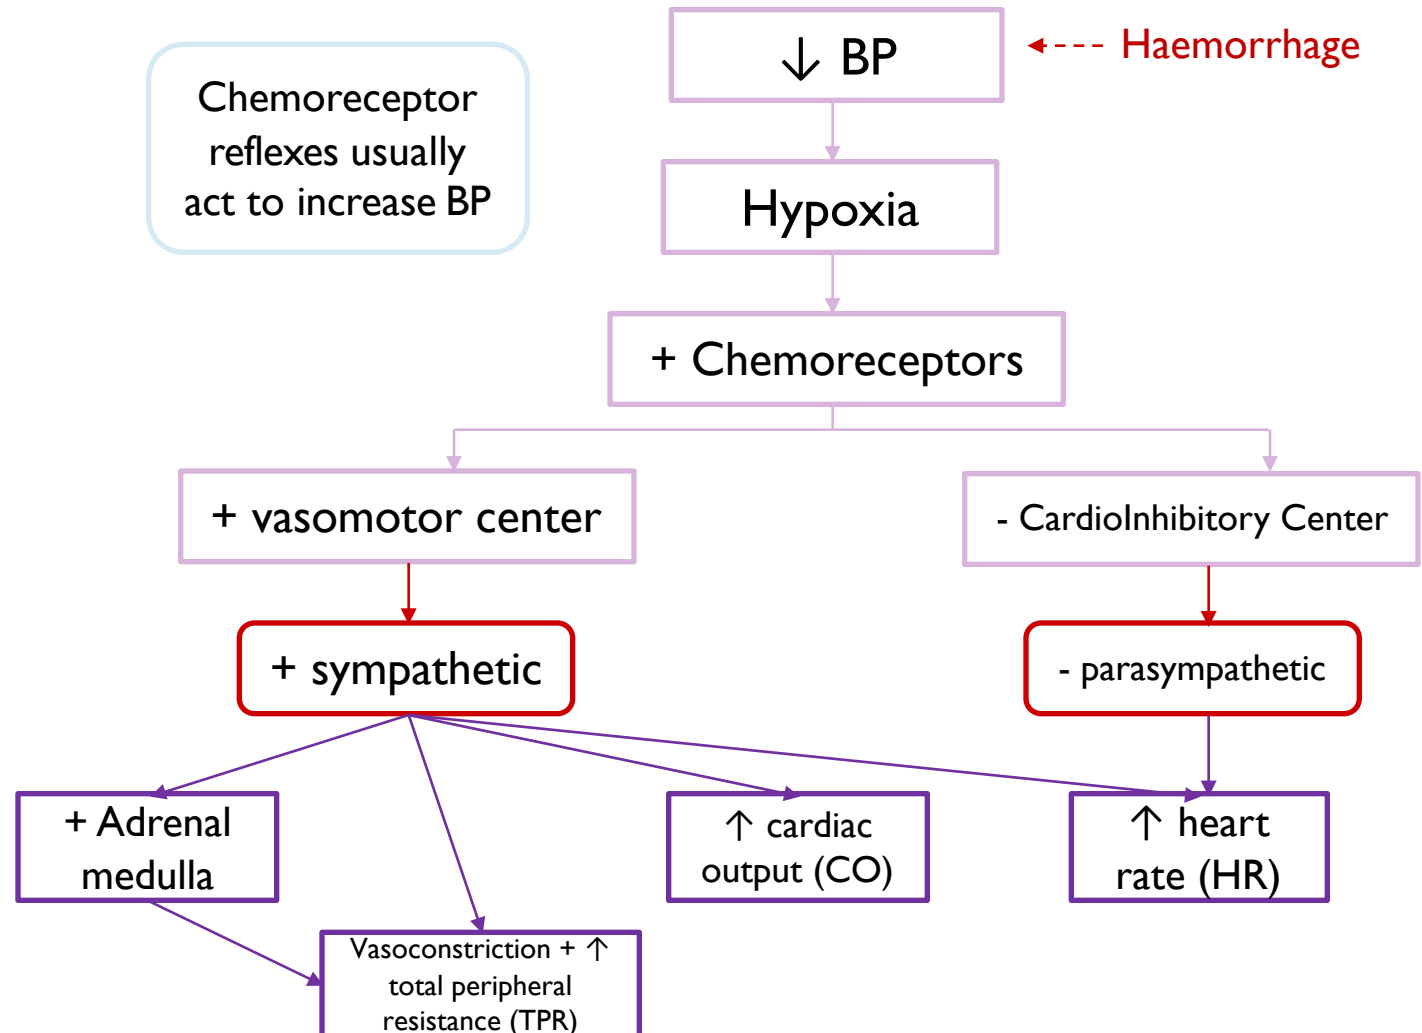 ↓ BP
Haemorrhage
Chemoreceptor
reflexes usually
act to increase BP
Hypoxia
+ Chemoreceptors
+ vasomotor center
- CardioInhibitory Center
+ sympathetic
- parasympathetic
+ Adrenal
medulla
↑ cardiac
output (CO)
↑ heart
rate (HR)
Vasoconstriction + ↑
total peripheral
resistance (TPR)